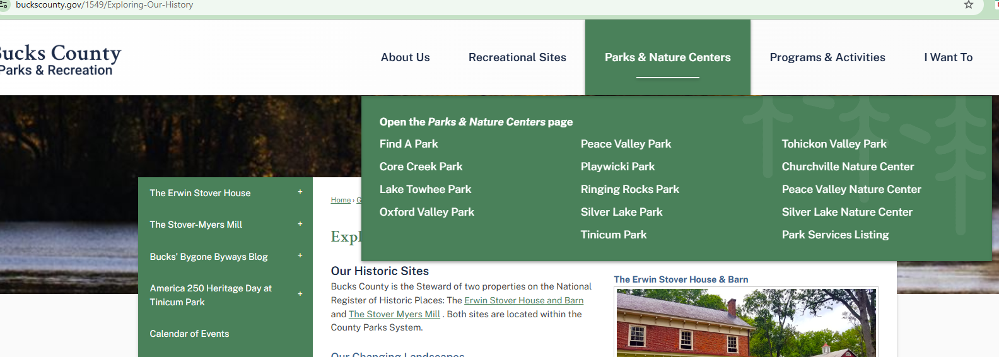 buckscounty.gov/1549/Exploring-Our-History
Bucks County
Parks & Recreation
About Us
Recreational Sites
Parks & Nature Centers
Programs & Activities
I Want To
Open the Parks & Nature Centers page
Find A Park
Core Creek Park
Lake Towhee Park
Oxford Valley Park
Peace Valley Park
Playwicki Park
Ringing Rocks Park
Silver Lake Park
Tinicum Park
Tohickon Valley Park
Churchville Nature Center
Peace Valley Nature Center
Silver Lake Nature Center
Park Services Listing
The Erwin Stover House +
The Stover-Myers Mill +
Bucks' Bygone Byways Blog +
America 250 Heritage Day at +
Tinicum Park
Calendar of Events
Home › G
Expl
Our Historic Sites
Bucks County is the Steward of two properties on the National
Register of Historic Places: The Erwin Stover House and Barn
and The Stover Myers Mill . Both sites are located within the
County Parks System.
Our Changing Landscapes
The Erwin Stover House & Barn